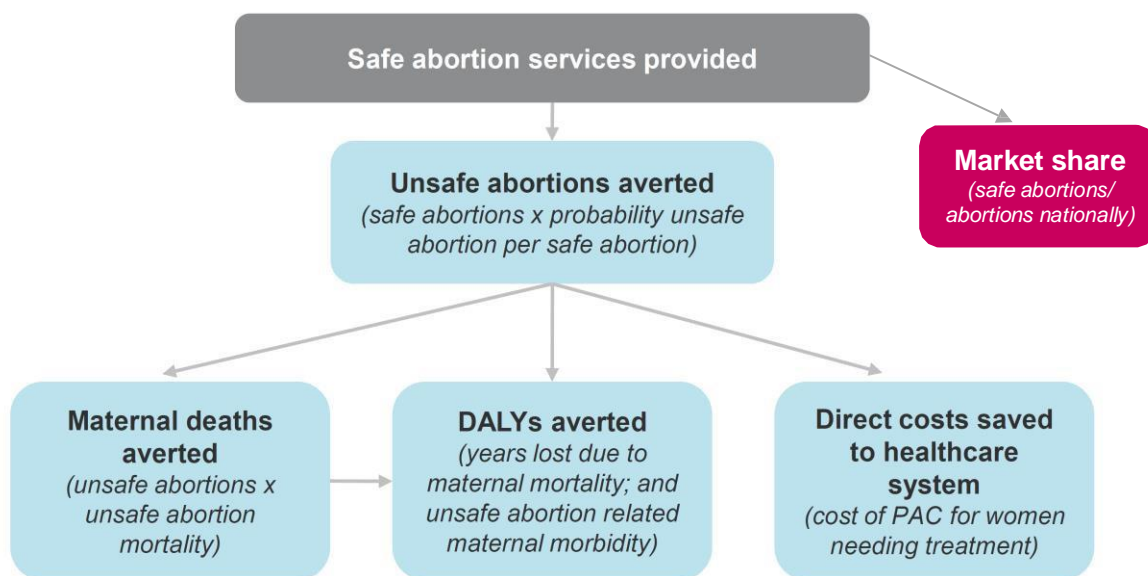 Safe abortion services provided
Market share
(safe abortions/
abortions nationally)
Unsafe abortions averted
(safe abortions x probability unsafe
abortion per safe abortion)
Maternal deaths
averted
(unsafe abortions x
unsafe abortion
mortality)
DALYs averted
(years lost due to
maternal mortality; and
unsafe abortion related
maternal morbidity)
Direct costs saved
to healthcare
system
(cost of PAC for women
needing treatment)